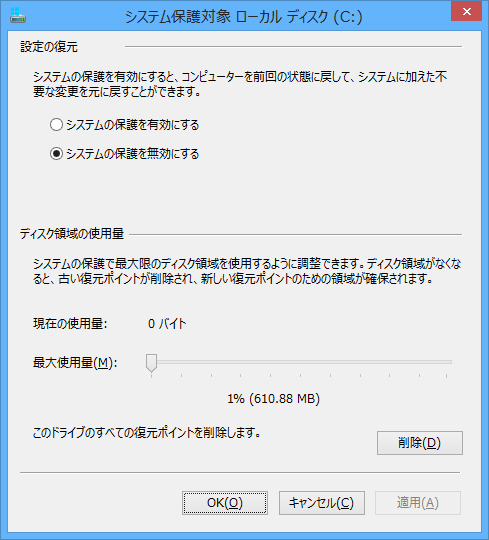 システム保護対象 ローカル ディスク (C:)
設定の復元
システムの保護を有効にすると、コンピューターを前回の状態に戻して、システムに加えた不
要な変更を元に戻すことができます。
システムの保護を有効にする
システムの保護を無効にする
ディスク領域の使用量
システムの保護で最大限のディスク領域を使用するように調整できます。ディスク領域がなくな
ると、古い復元ポイントが削除され、新しい復元ポイントのための領域が確保されます。
現在の使用量: 0 バイト
最大使用量(M):
1% (610.88 MB)
このドライブのすべての復元ポイントを削除します。
削除(D)
OK(O) キャンセル(C) 適用(A)